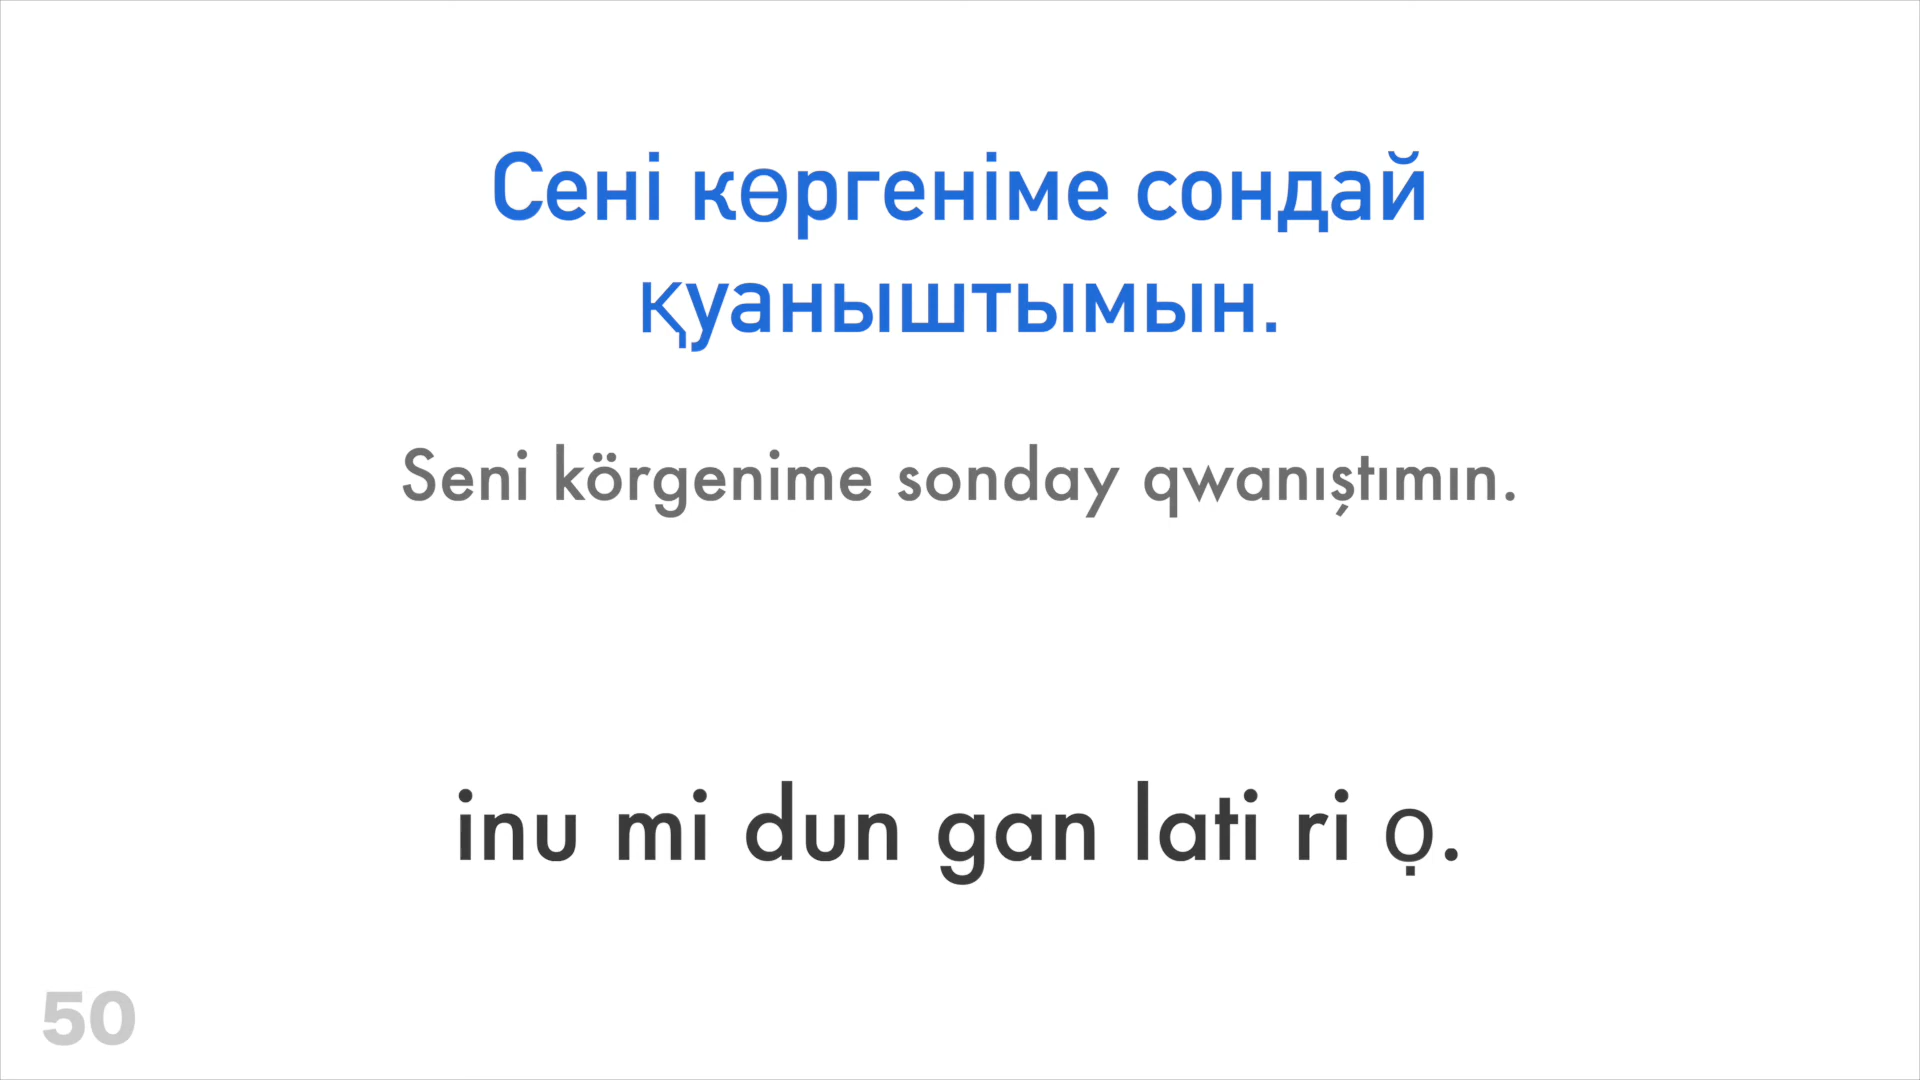 Сені көргеніме сондай
қуаныштымын.
Seni körgenime sonday qwanıştımın.
inu mi dun gan lati ri ọ.
50